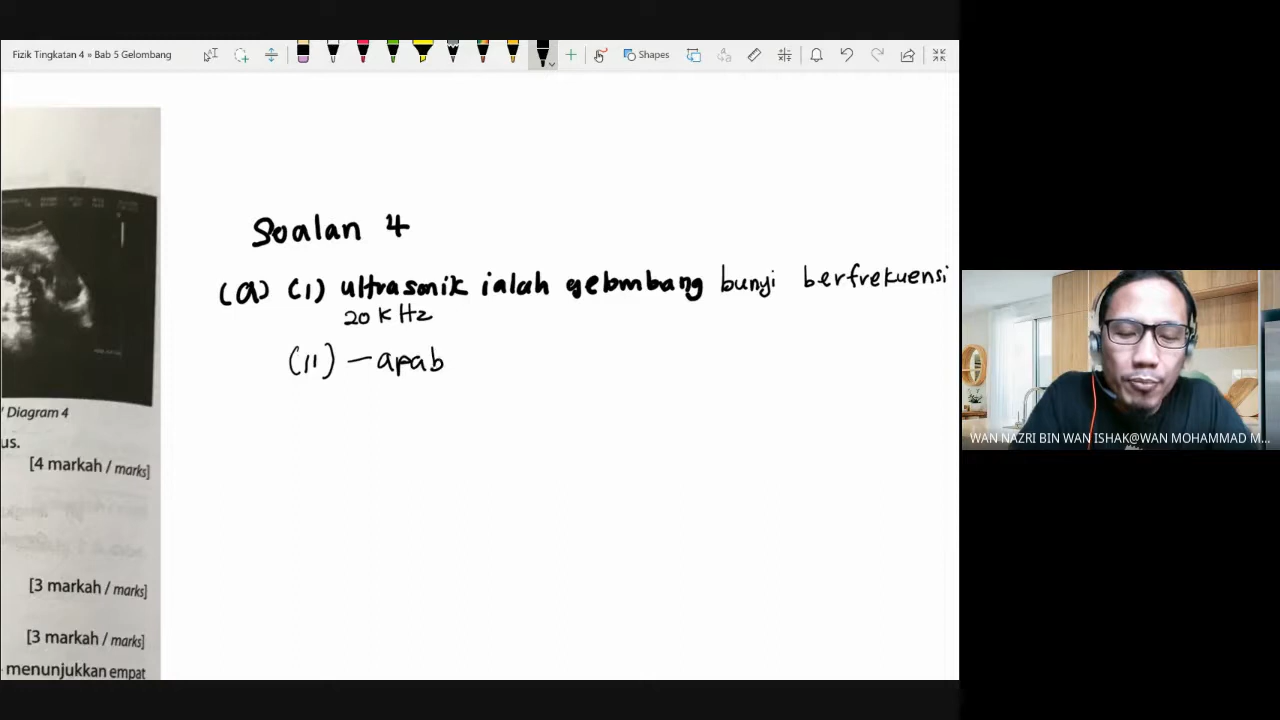 Fizik Tingkatan 4 » Bab 5 Gelombang
Shapes
Soalan 4
(a) (i) ultrasonik ialah gelombang bunyi berfrekuensi
20 kHz
(ii) - apab
/ Diagram 4
us.
[4 markah / marks]
[3 markah / marks]
[3 markah / marks]
menunjukkan empat
WAN NAZRI BIN WAN ISHAK@WAN MOHAMMAD M...